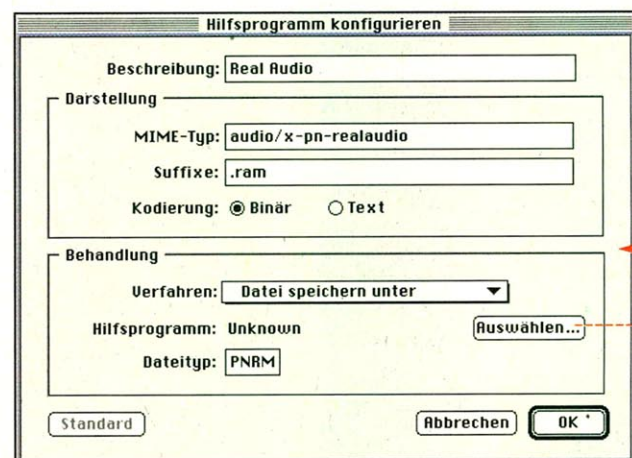 Hilfsprogramm konfigurieren
Beschreibung: Real Audio
Darstellung
MIME-Typ: audio/x-pn-realaudio
Suffixe: .ram
Kodierung: Binär Text
Behandlung
Verfahren: Datei speichern unter
Hilfsprogramm: Unknown Auswählen...
Dateityp: PNRM
Standard Abbrechen OK